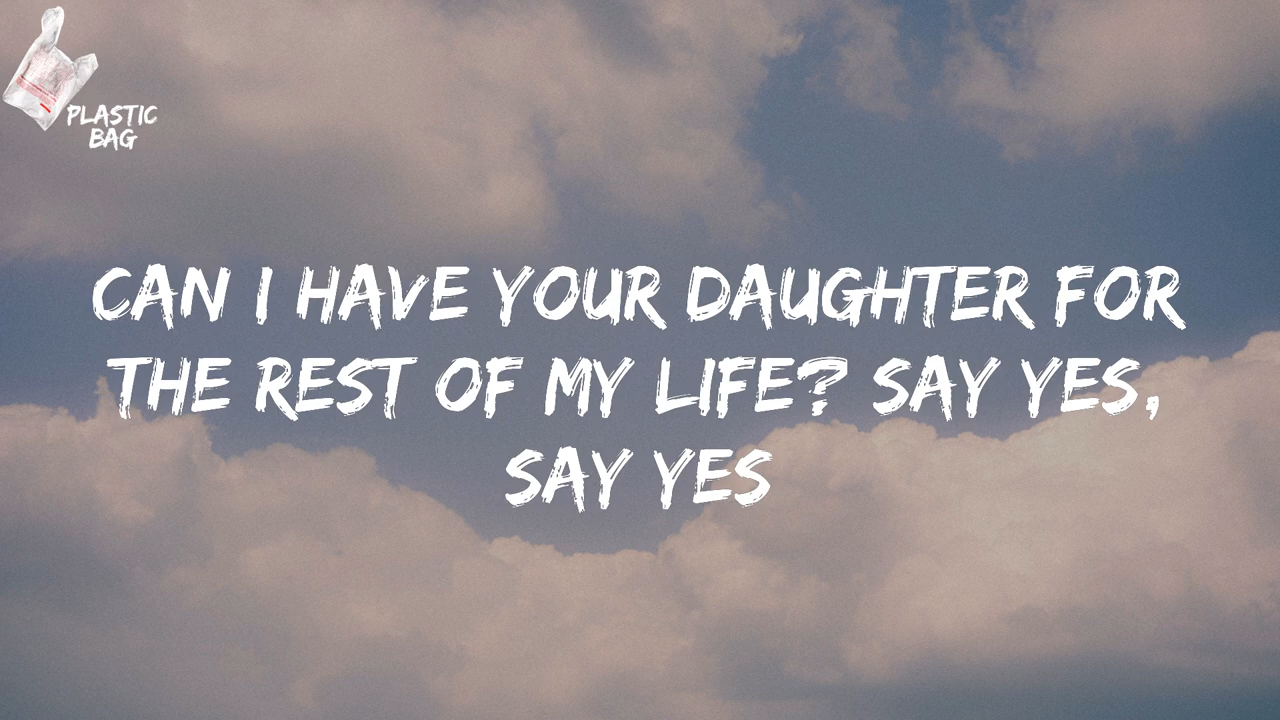 PLASTIC
BAG
CAN I HAVE YOUR DAUGHTER FOR
THE REST OF MY LIFE? SAY YES,
SAY YES